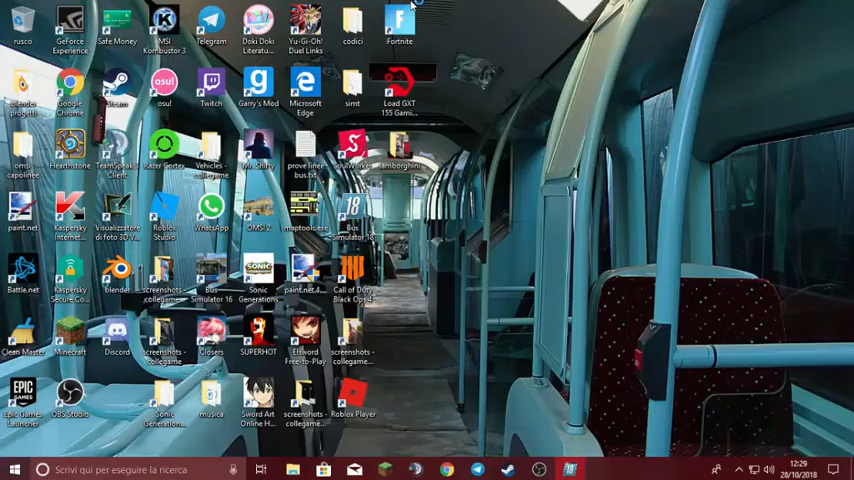 rusco
GeForce Experience
Safe Money
MSI Kombustor 3
Telegram
Doki Doki Literatu...
Yu-Gi-Oh! Duel Links
codici
Fortnite
blender progetti
Google Chrome
Steam
osu!
Twitch
Garry's Mod
Microsoft Edge
simt
Load GXT 155 Gami...
omsi capolinee
Hearthstone
TeamSpeak 3 Client
Razer Cortex
Vehicles - collegame...
Mr. Shifty
prove linee bus.txt
SoulWorker
lamborghini
paint.net
Kaspersky Internet...
Visualizzatore di foto 3D V...
Roblox Studio
WhatsApp
OMSI 2
maptools.exe
18
Bus Simulator 18
Battle.net
Kaspersky Secure Co...
blender
screenshots - collegame...
Bus Simulator 16
Sonic Generations
paint.net 4...
Call of Duty Black Ops 4
Clean Master
Minecraft
Discord
screenshots - collegame...
Closers
SUPERHOT
Elsword Free-to-Play
screenshots - collegame...
Epic Games Launcher
OBS Studio
Sonic Generation...
musica
Sword Art Online H...
screenshots - collegame...
Roblox Player
Scrivi qui per eseguire la ricerca
18
12:29
28/10/2018